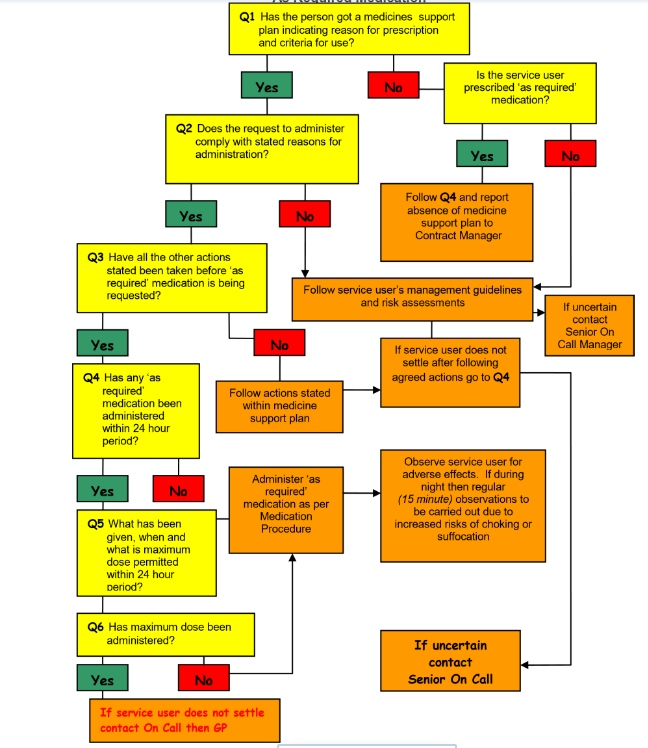 As Required Medication
Q1 Has the person got a medicines support
plan indicating reason for prescription
and criteria for use?
Yes
No
Is the service user
prescribed 'as required'
medication?
Q2 Does the request to administer
comply with stated reasons for
administration?
Yes
No
Yes
No
Follow Q4 and report
absence of medicine
support plan to
Contract Manager
Q3 Have all the other actions
stated been taken before 'as
required' medication is being
requested?
Follow service user's management guidelines
and risk assessments
If uncertain
contact
Senior On
Call Manager
Yes
No
If service user does not
settle after following
agreed actions go to Q4
Q4 Has any 'as
required'
medication been
administered
within 24 hour
period?
Follow actions stated
within medicine
support plan
Yes
No
Administer 'as
required'
medication as per
Medication
Procedure
Observe service user for
adverse effects. If during
night then regular
(15 minute) observations to
be carried out due to
increased risks of choking or
suffocation
Q5 What has been
given, when and
what is maximum
dose permitted
within 24 hour
period?
Q6 Has maximum dose been
administered?
Yes
No
If uncertain
contact
Senior On Call
If service user does not settle
contact On Call then GP